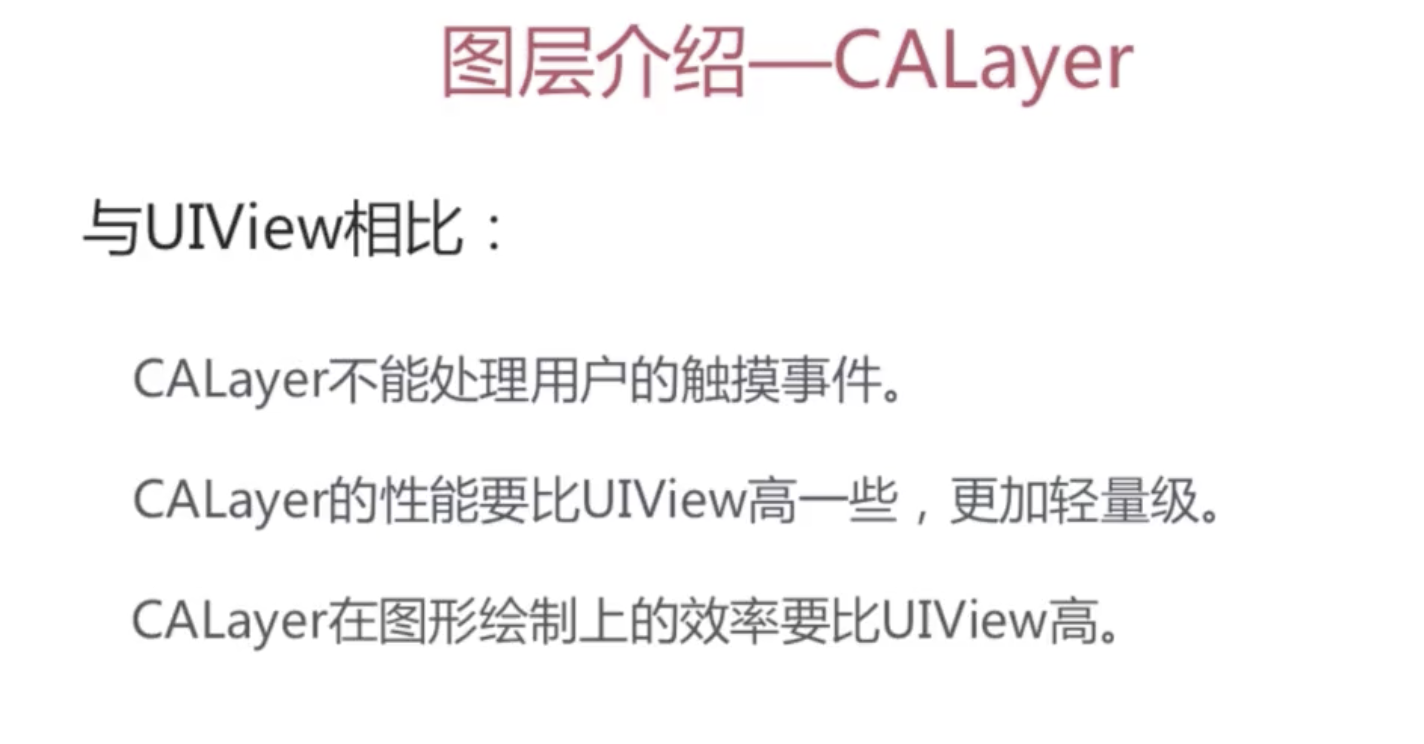 图层介绍—CALayer
与UIView相比：
CALayer不能处理用户的触摸事件。
CALayer的性能要比UIView高一些，更加轻量级。
CALayer在图形绘制上的效率要比UIView高。